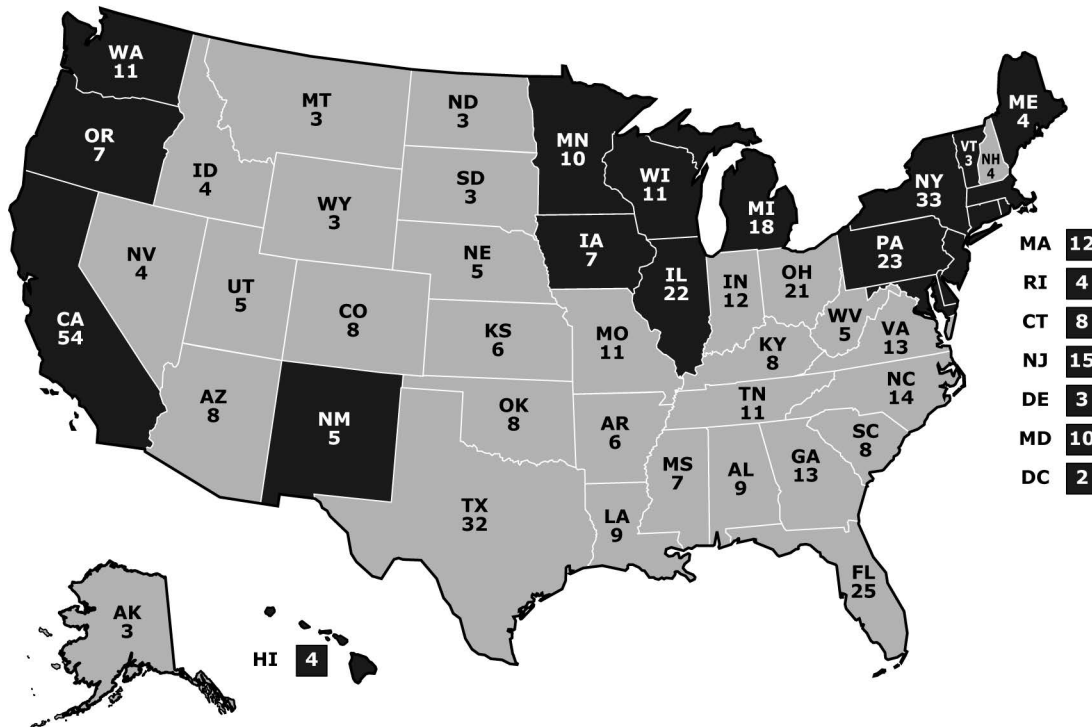 WA
11
OR
7
CA
54
ID
4
NV
4
MT
3
WY
3
UT
5
AZ
8
CO
8
NM
5
ND
3
SD
3
NE
5
KS
6
OK
8
TX
32
MN
10
IA
7
MO
11
AR
6
LA
9
WI
11
IL
22
MI
18
IN
12
OH
21
KY
8
TN
11
MS
7
AL
9
GA
13
FL
25
SC
8
NC
14
VA
13
WV
5
PA
23
NY
33
VT
3
NH
4
ME
4
MA 12
RI 4
CT 8
NJ 15
DE 3
MD 10
DC 2
AK
3
HI 4